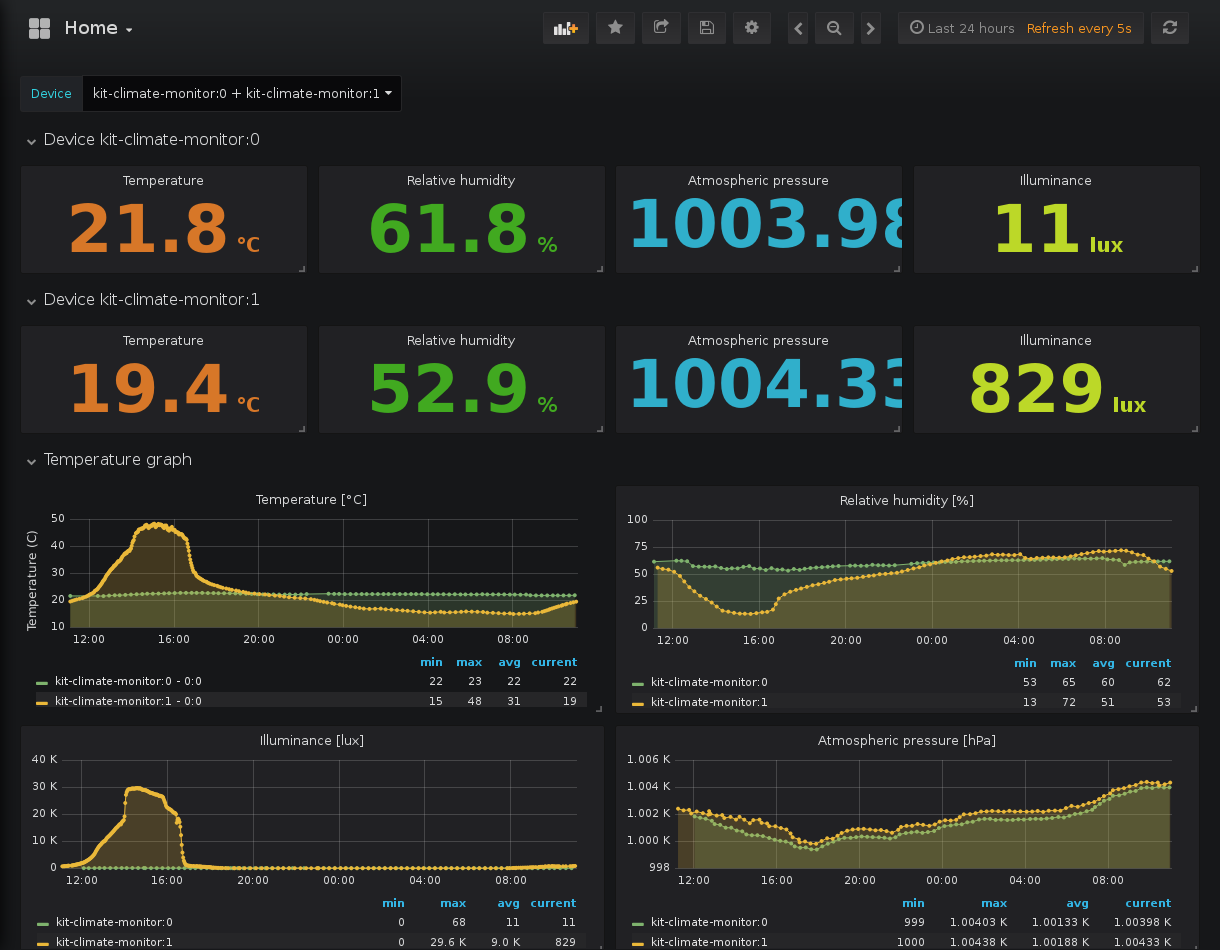 Home
Last 24 hours Refresh every 5s
Device kit-climate-monitor:0 + kit-climate-monitor:1
Device kit-climate-monitor:0
Temperature Relative humidity Atmospheric pressure Illuminance
21.8 °C 61.8 % 1003.98 11 lux
Device kit-climate-monitor:1
Temperature Relative humidity Atmospheric pressure Illuminance
19.4 °C 52.9 % 1004.33 829 lux
Temperature graph
Temperature [°C]
Temperature (C)
50
40
30
20
10
12:00 16:00 20:00 00:00 04:00 08:00
min max avg current
kit-climate-monitor:0 - 0:0 22 23 22 22
kit-climate-monitor:1 - 0:0 15 48 31 19
Relative humidity [%]
100
75
50
25
0
12:00 16:00 20:00 00:00 04:00 08:00
min max avg current
kit-climate-monitor:0 53 65 60 62
kit-climate-monitor:1 13 72 51 53
Illuminance [lux]
40 K
30 K
20 K
10 K
0
12:00 16:00 20:00 00:00 04:00 08:00
min max avg current
kit-climate-monitor:0 0 68 11 11
kit-climate-monitor:1 0 29.6 K 9.0 K 829
Atmospheric pressure [hPa]
1.006 K
1.004 K
1.002 K
1.000 K
998
12:00 16:00 20:00 00:00 04:00 08:00
min max avg current
kit-climate-monitor:0 999 1.00403 K 1.00133 K 1.00398 K
kit-climate-monitor:1 1000 1.00438 K 1.00188 K 1.00433 K